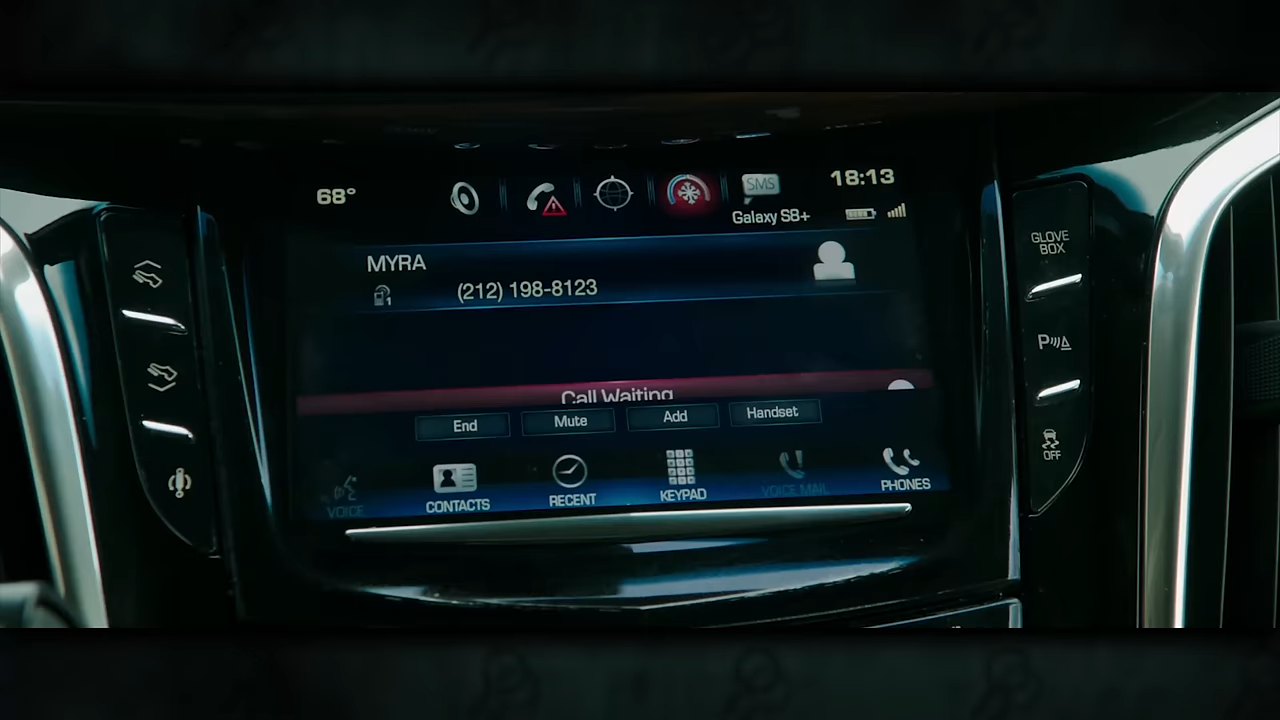 68°
SMS
18:13
Galaxy S8+
MYRA
1
(212) 198-8123
Call Waiting
End
Mute
Add
Handset
VOICE
CONTACTS
RECENT
KEYPAD
VOICE MAIL
PHONES
GLOVE
BOX
P
OFF